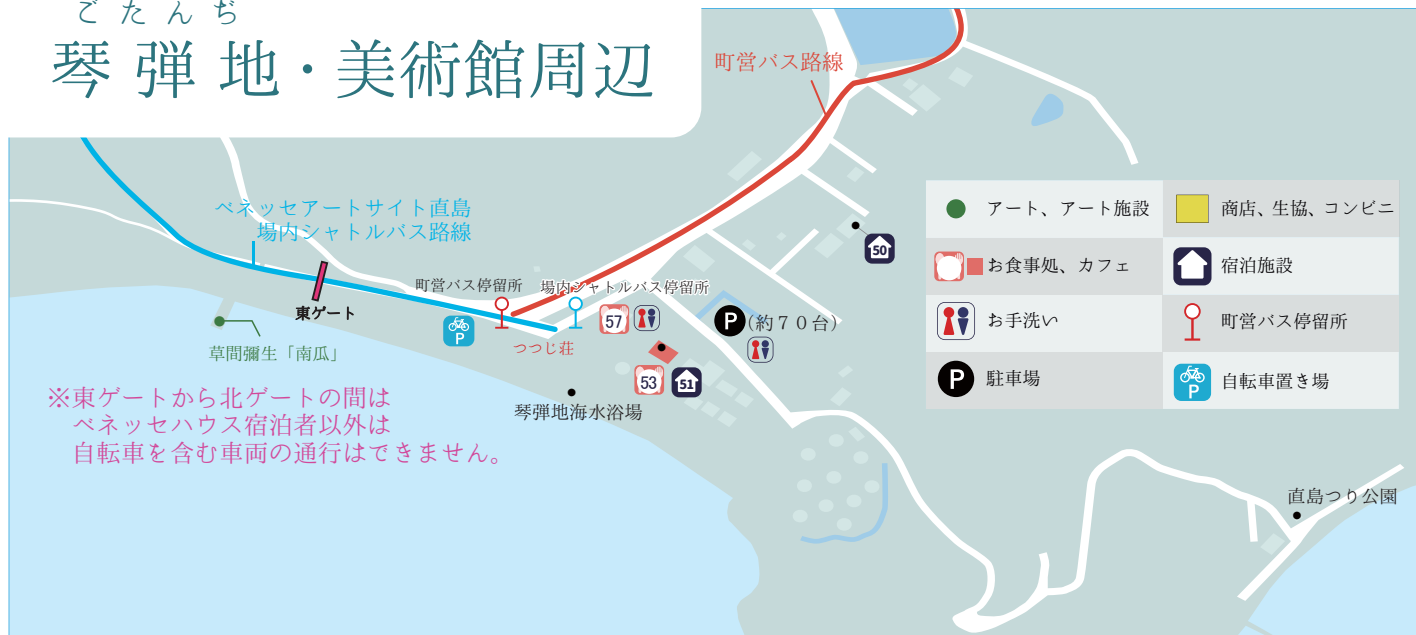 ごたんぢ
琴弾地・美術館周辺
町営バス路線
ベネッセアートサイト直島
場内シャトルバス路線
東ゲート
町営バス停留所
場内シャトルバス停留所
P
つつじ荘
57
P
(約70台)
50
草間彌生「南瓜」
53
51
琴弾地海水浴場
※東ゲートから北ゲートの間は
ベネッセハウス宿泊者以外は
自転車を含む車両の通行はできません。
直島つり公園
アート、アート施設
商店、生協、コンビニ
お食事処、カフェ
宿泊施設
お手洗い
町営バス停留所
P
駐車場
P
自転車置き場